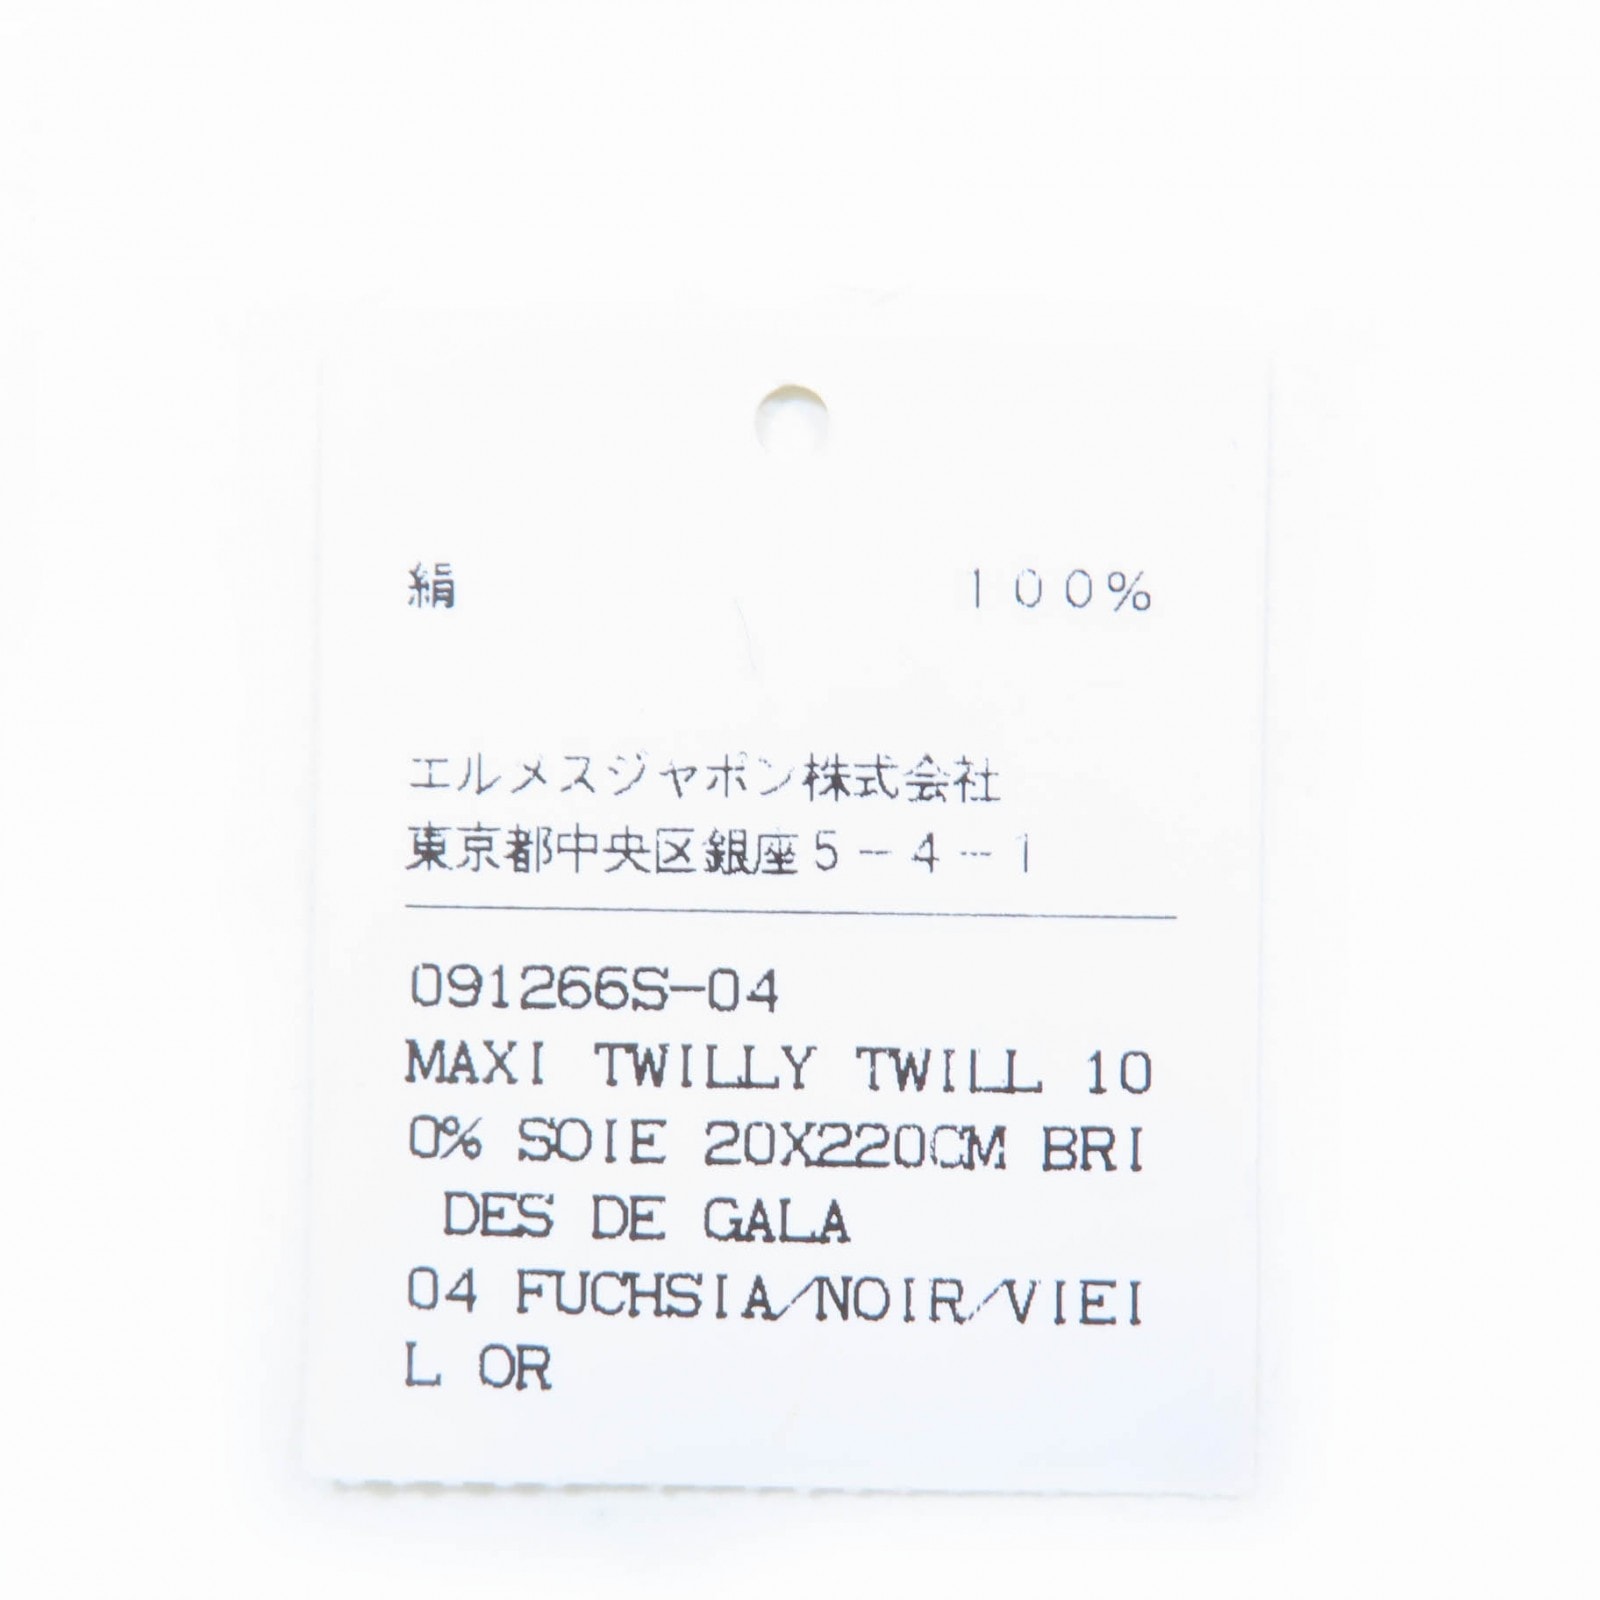 絹 １００％
エルメスジャポン株式会社
東京都中央区銀座５－４－１
091266S-04
MAXI TWILLY TWILL 10
0% SOIE 20X220CM BRI
DES DE GALA
04 FUCHSIA/NOIR/VIEI
L OR